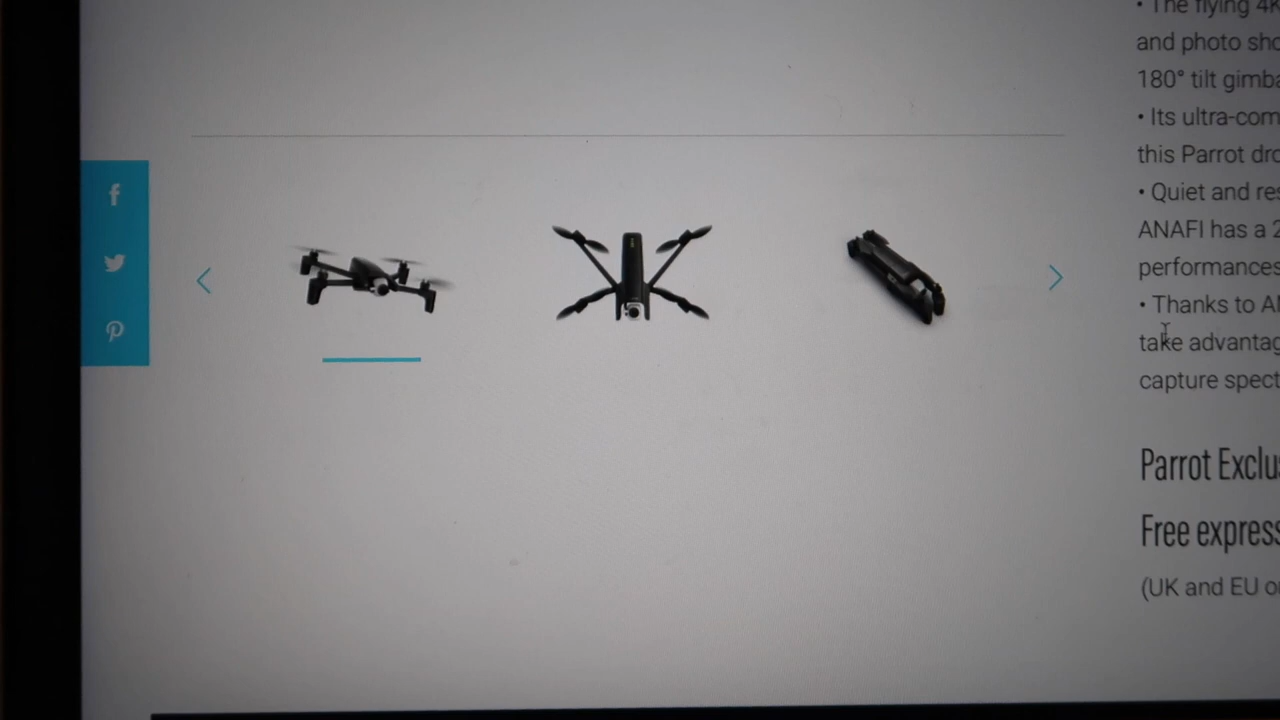 • The flying 4K
and photo sho
180° tilt gimba
• Its ultra-com
this Parrot dro
• Quiet and res
ANAFI has a 2
performances
• Thanks to A
take advantag
capture spect
Parrot Exclu
Free express
(UK and EU o